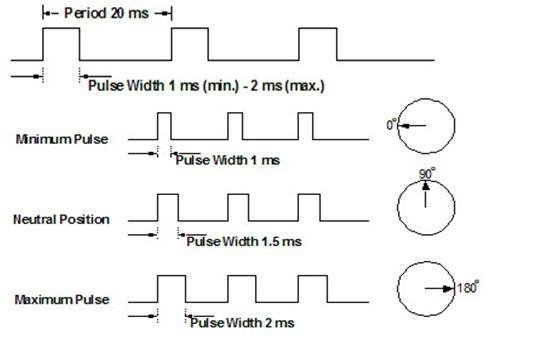 Period 20 ms
Pulse Width 1 ms (min.) - 2 ms (max.)
Minimum Pulse
0°
Pulse Width 1 ms
90°
Neutral Position
Pulse Width 1.5 ms
180°
Maximum Pulse
Pulse Width 2 ms